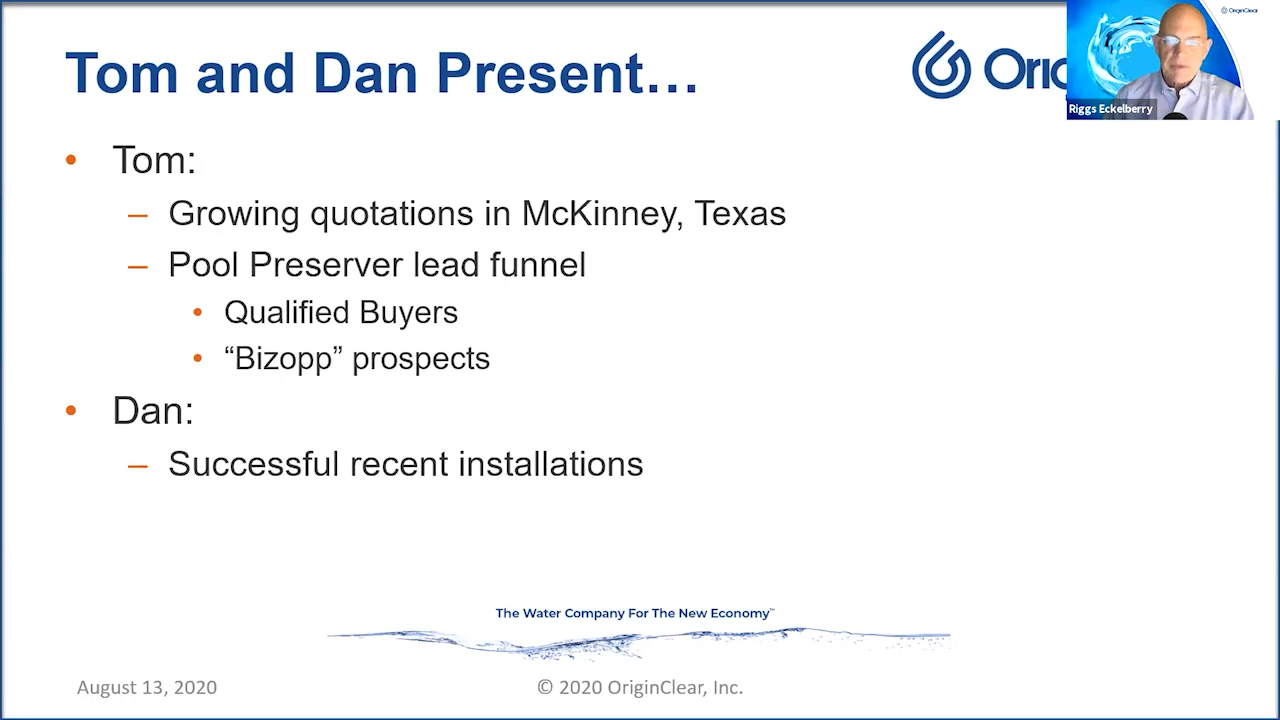 Tom and Dan Present…
OriginClear
Riggs Eckelberry
• Tom:
– Growing quotations in McKinney, Texas
– Pool Preserver lead funnel
• Qualified Buyers
• “Bizopp” prospects
• Dan:
– Successful recent installations
The Water Company For The New Economy™
August 13, 2020
© 2020 OriginClear, Inc.